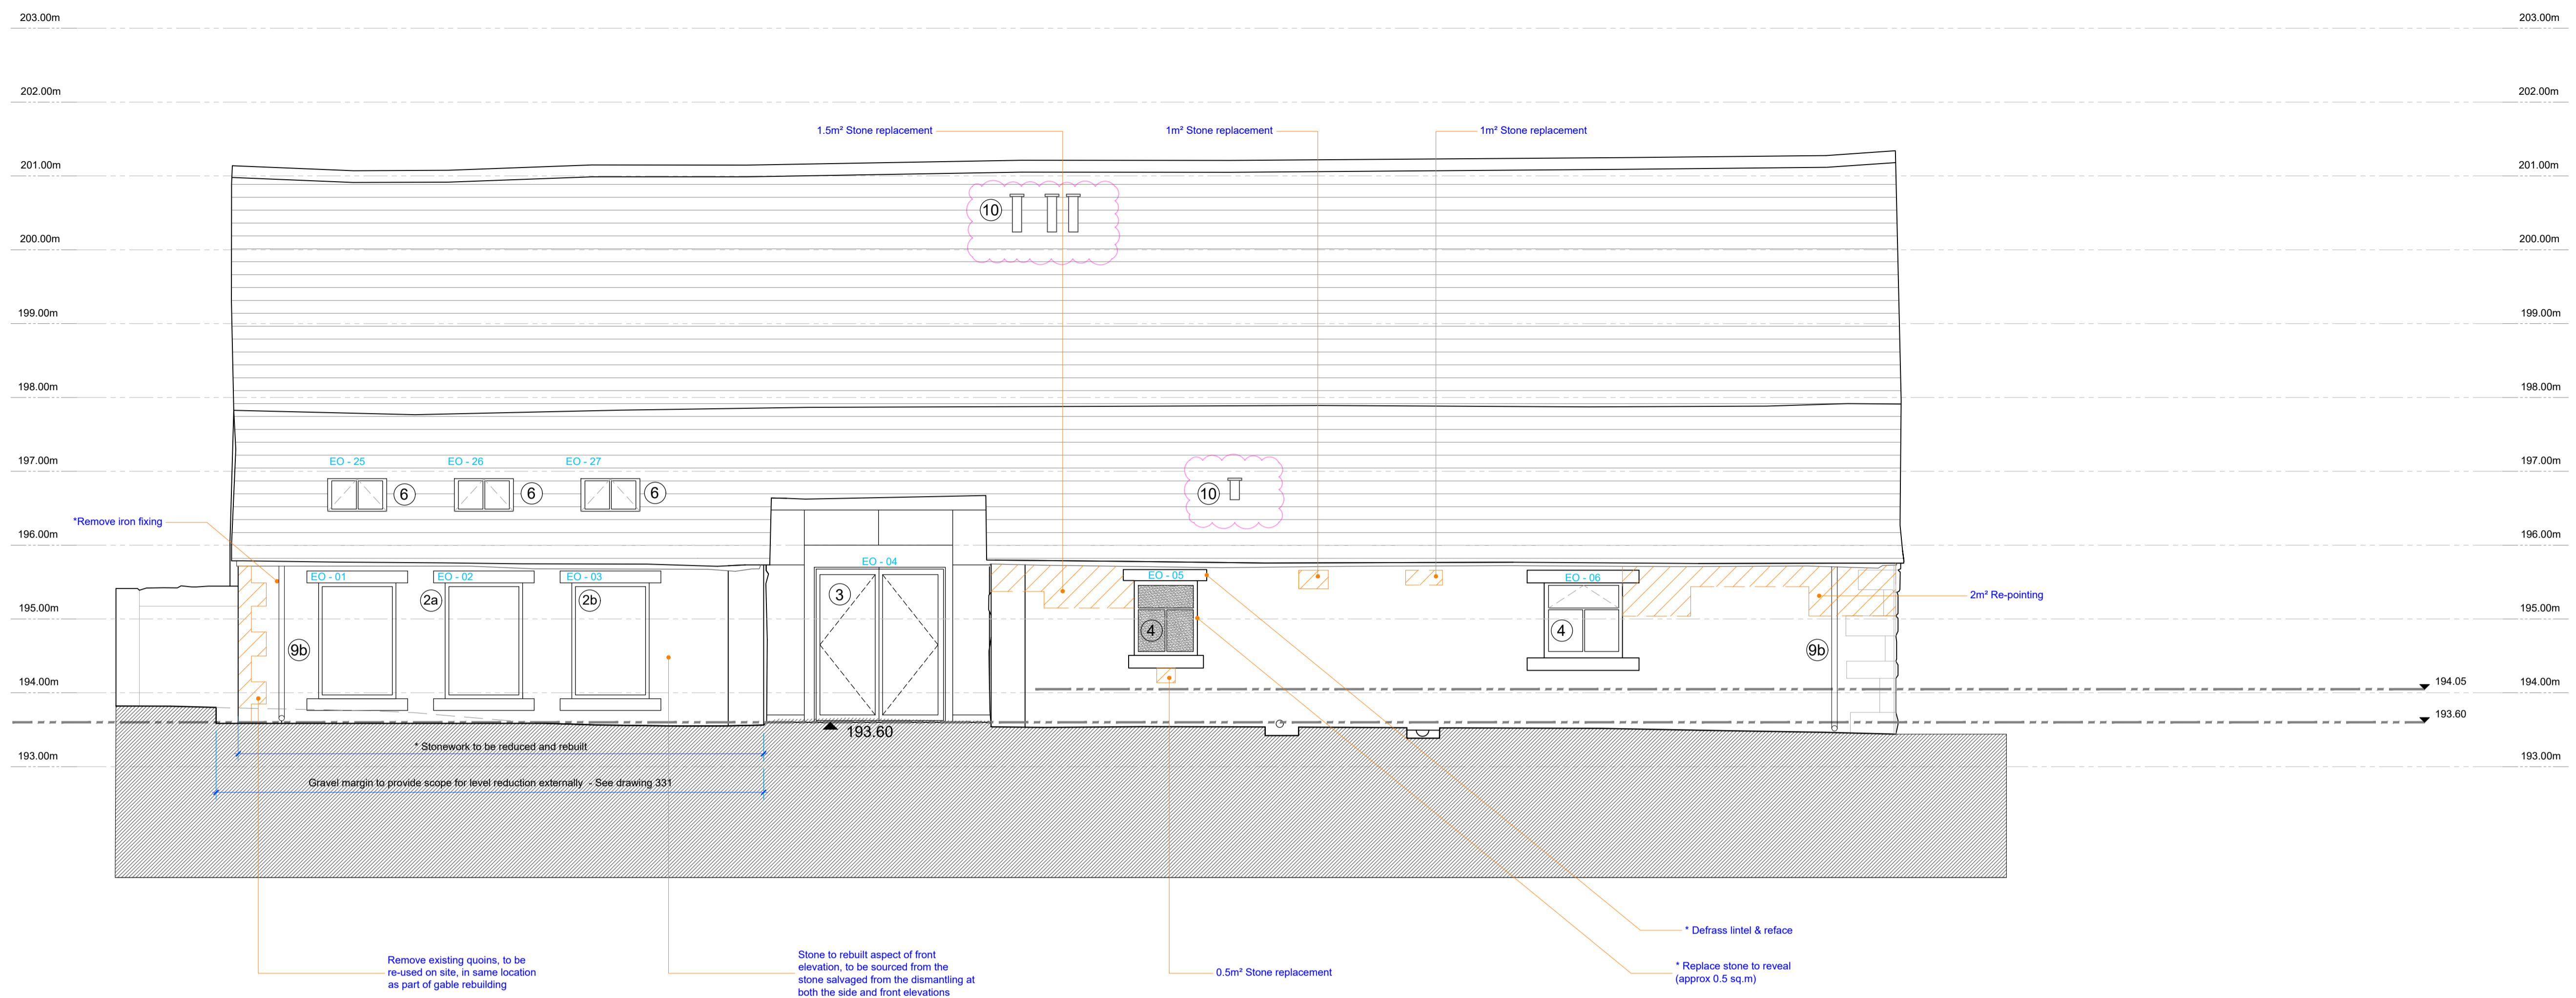 203.00m
203.00m
202.00m
202.00m
1.5m² Stone replacement
1m² Stone replacement
1m² Stone replacement
201.00m
201.00m
10
200.00m
200.00m
199.00m
199.00m
198.00m
198.00m
197.00m
197.00m
EO - 25
EO - 26
EO - 27
6
6
6
10
*Remove iron fixing
196.00m
196.00m
EO - 04
EO - 01
EO - 02
EO - 03
EO - 05
EO - 06
2a
2b
3
2m² Re-pointing
195.00m
195.00m
4
4
9b
9b
194.00m
194.00m
194.05
193.60
193.60
* Stonework to be reduced and rebuilt
193.00m
193.00m
Gravel margin to provide scope for level reduction externally - See drawing 331
* Defrass lintel & reface
Remove existing quoins, to be
re-used on site, in same location
as part of gable rebuilding
Stone to rebuilt aspect of front
elevation, to be sourced from the
stone salvaged from the dismantling at
both the side and front elevations
0.5m² Stone replacement
* Replace stone to reveal
(approx 0.5 sq.m)